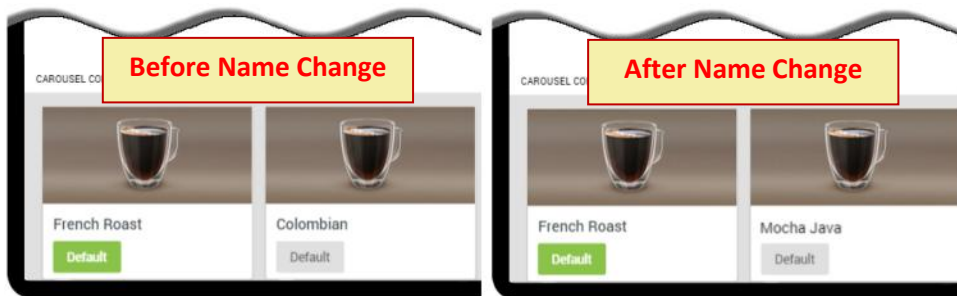 Before Name Change
CAROUSEL CO
French Roast
Colombian
Default
Default
After Name Change
CAROUSEL CO
French Roast
Mocha Java
Default
Default